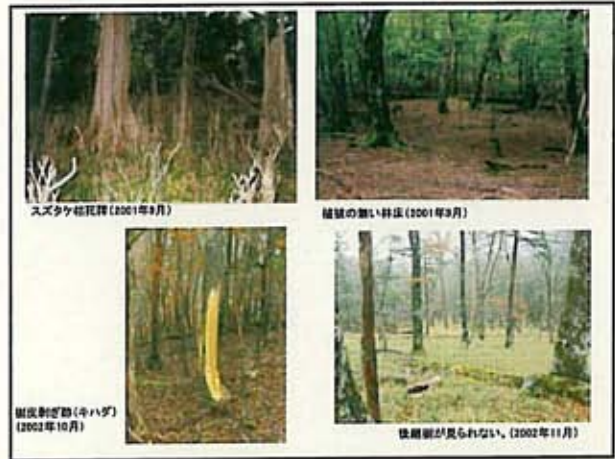 スズタケ枯死群(2001年9月)
植被の無い林床(2001年9月)
樹皮剥ぎ跡(キハダ)
(2002年10月)
後継樹が見られない。(2002年11月)